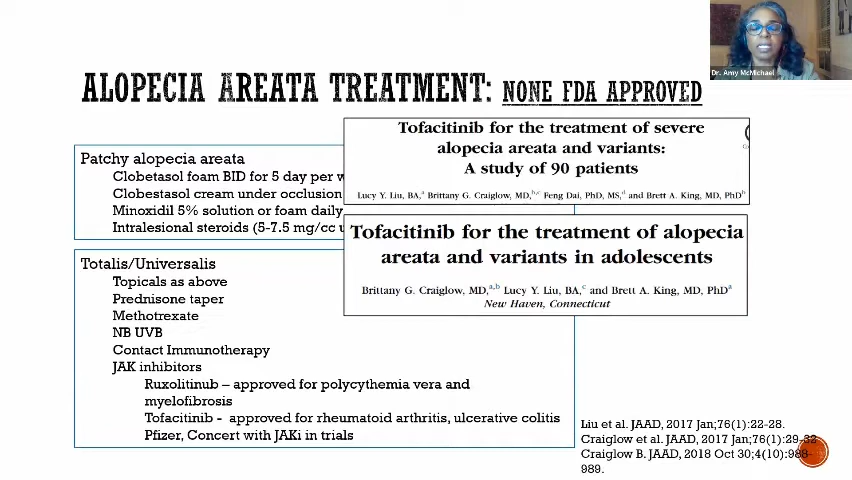 Dr. Amy McMichael
ALOPECIA AREATA TREATMENT: NONE FDA APPROVED
Patchy alopecia areata
Clobetasol foam BID for 5 day per w
Clobestasol cream under occlusion
Minoxidil 5% solution or foam daily
Intralesional steroids (5-7.5 mg/cc u
Tofacitinib for the treatment of severe
alopecia areata and variants:
A study of 90 patients
Lucy Y. Liu, BA,a Brittany G. Craiglow, MD,b,c Feng Dai, PhD, MS,d and Brett A. King, MD, PhDb
Tofacitinib for the treatment of alopecia
areata and variants in adolescents
Brittany G. Craiglow, MD,a,b Lucy Y. Liu, BA,c and Brett A. King, MD, PhDa
New Haven, Connecticut
Totalis/Universalis
Topicals as above
Prednisone taper
Methotrexate
NB UVB
Contact Immunotherapy
JAK inhibitors
Ruxolitinub – approved for polycythemia vera and
myelofibrosis
Tofacitinib - approved for rheumatoid arthritis, ulcerative colitis
Pfizer, Concert with JAKi in trials
Liu et al. JAAD, 2017 Jan;76(1):22-28.
Craiglow et al. JAAD, 2017 Jan;76(1):29-32
Craiglow B. JAAD, 2018 Oct 30;4(10):988-
989.